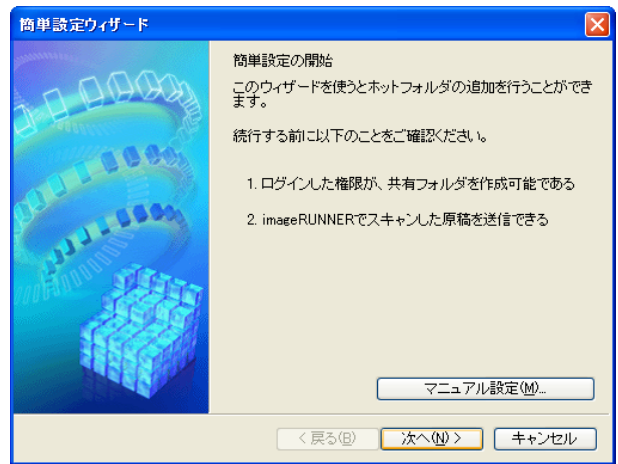 簡単設定ウィザード
簡単設定の開始
このウィザードを使うとホットフォルダの追加を行うことができ
ます。
続行する前に以下のことをご確認ください。
1. ログインした権限が、共有フォルダを作成可能である
2. imageRUNNERでスキャンした原稿を送信できる
マニュアル設定(M)...
< 戻る(B) 次へ(N) > キャンセル